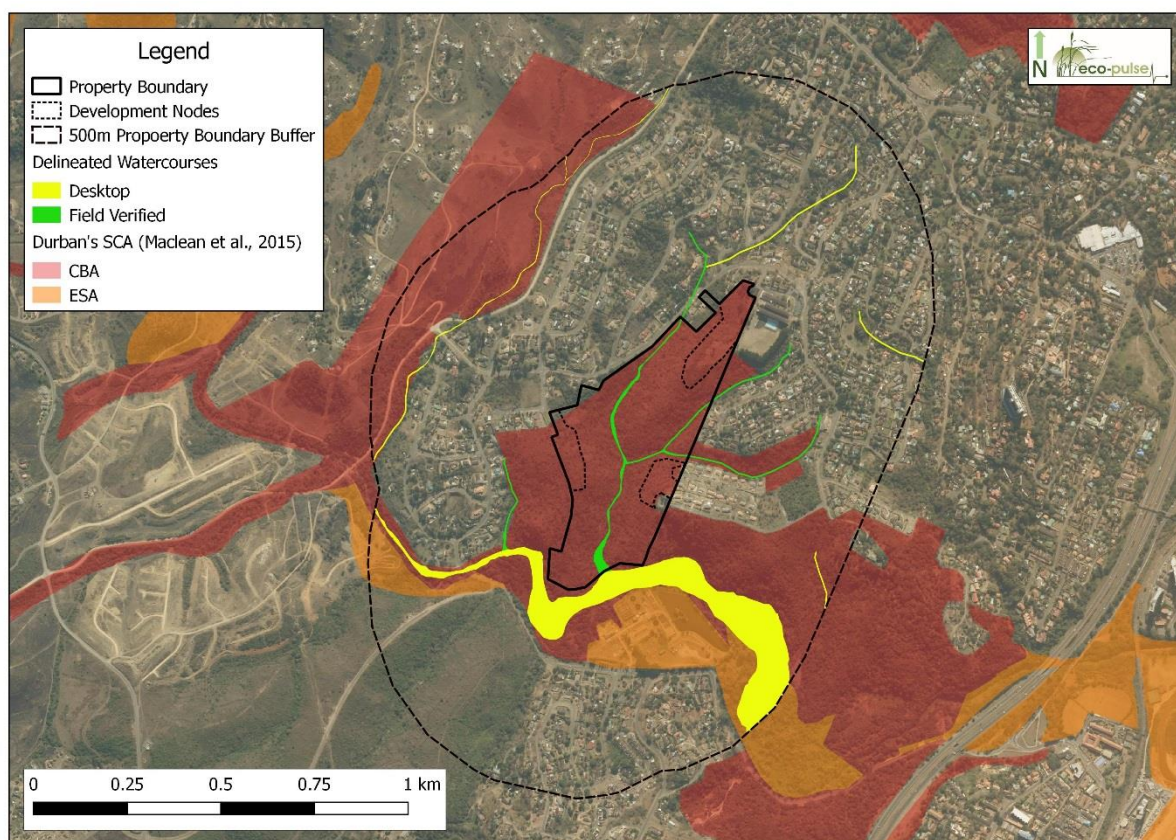 Legend
Property Boundary
Development Nodes
500m Propoerty Boundary Buffer
Delineated Watercourses
Desktop
Field Verified
Durban's SCA (Maclean et al., 2015)
CBA
ESA
N
eco-pulse
0 0.25 0.50 0.75 1 km